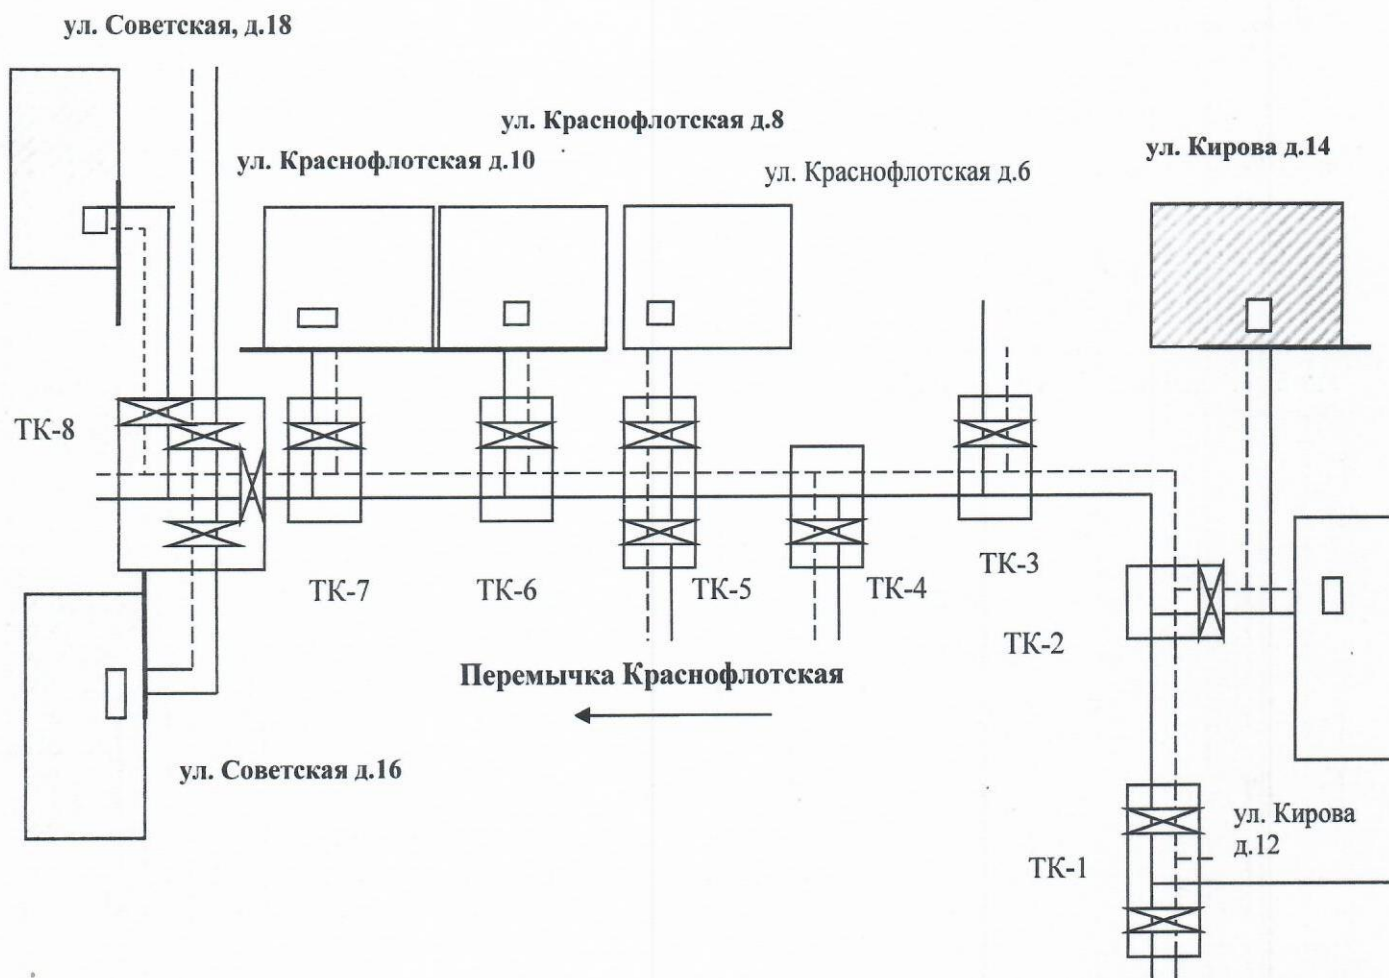 ул. Советская, д.18
ул. Краснофлотская д.8
ул. Краснофлотская д.10
ул. Краснофлотская д.6
ул. Кирова д.14
ТК-8
ТК-7
ТК-6
ТК-5
ТК-4
ТК-3
ТК-2
Перемычка Краснофлотская
ул. Советская д.16
ул. Кирова
д.12
ТК-1